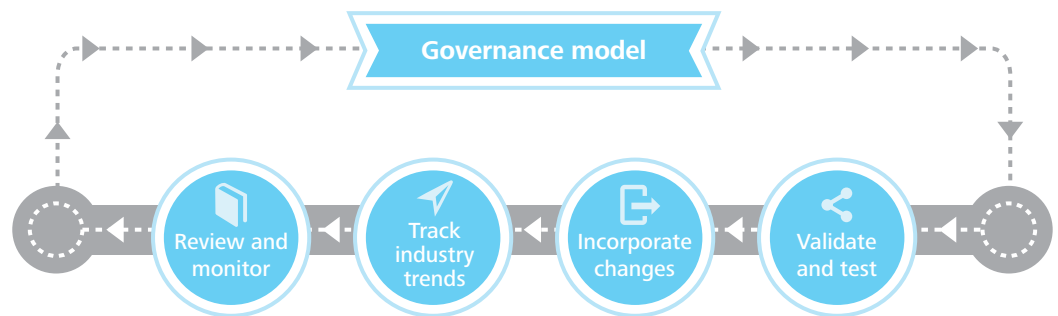 Governance model
Review and
monitor
Track
industry
trends
Incorporate
changes
Validate
and test